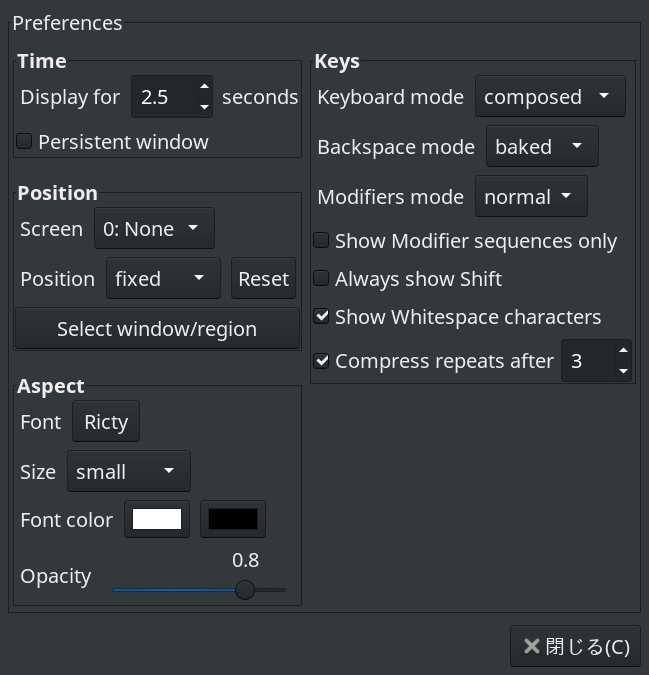 Preferences
Time
Display for 2.5 seconds
Persistent window
Position
Screen 0: None
Position fixed Reset
Select window/region
Aspect
Font Ricty
Size small
Font color
Opacity 0.8
Keys
Keyboard mode composed
Backspace mode baked
Modifiers mode normal
Show Modifier sequences only
Always show Shift
Show Whitespace characters
Compress repeats after 3
閉じる(C)